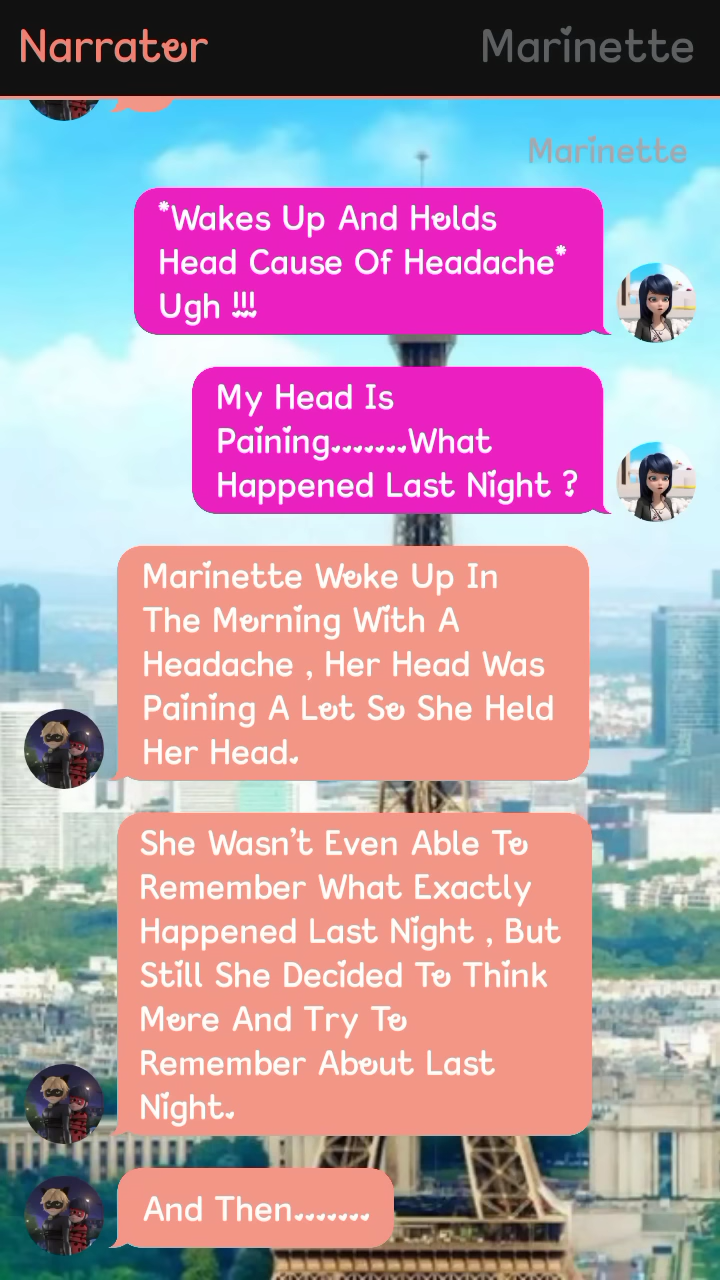 Narrator Marinette
Marinette
*Wakes Up And Holds
Head Cause Of Headache*
Ugh !!!
My Head Is
Paining.......What
Happened Last Night ?
Marinette Woke Up In
The Morning With A
Headache , Her Head Was
Paining A Lot So She Held
Her Head.
She Wasn't Even Able To
Remember What Exactly
Happened Last Night , But
Still She Decided To Think
More And Try To
Remember About Last
Night.
And Then.......